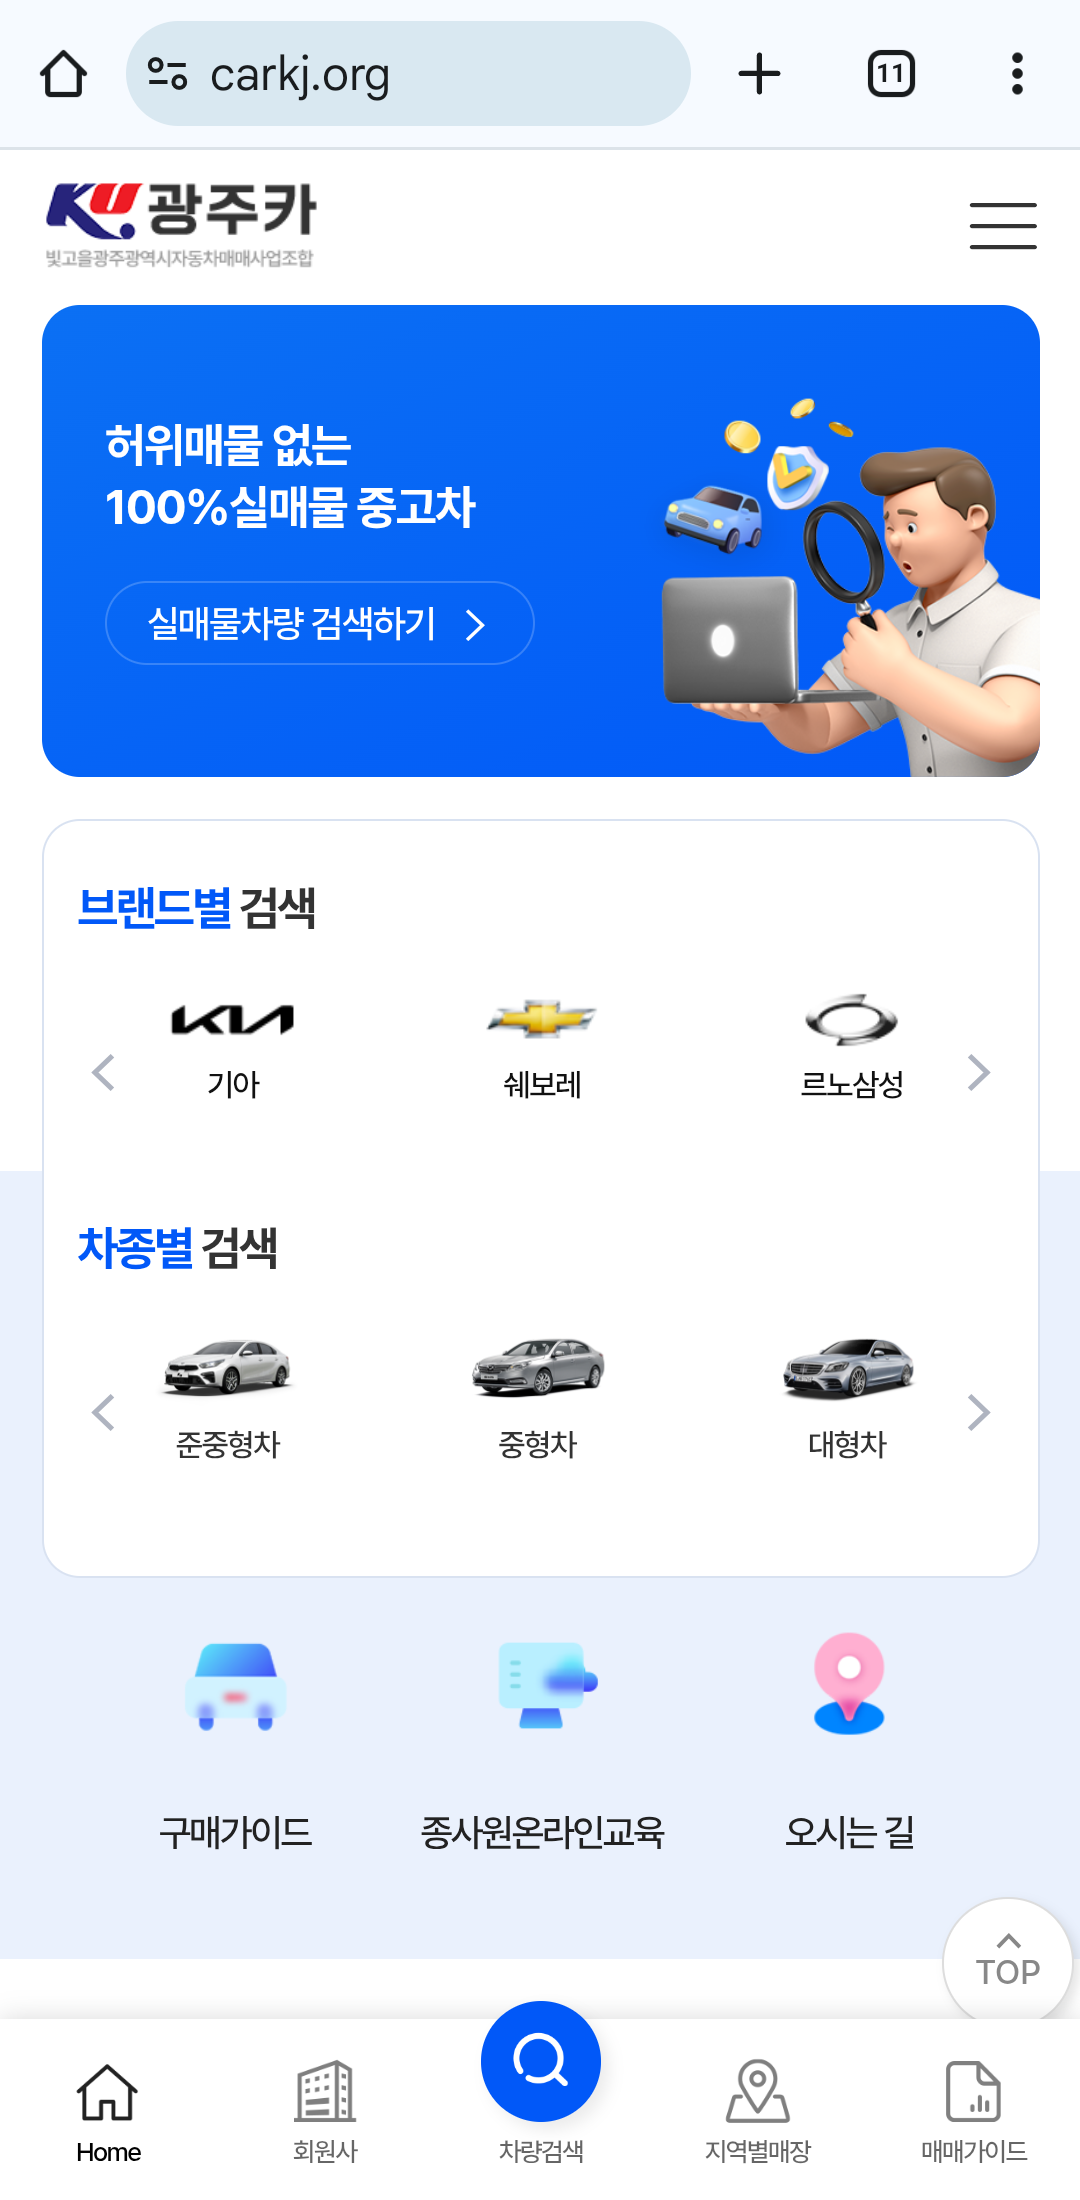 carkj.org
11
KU.광주카
빛고을광주광역시자동차매매사업조합
허위매물 없는
100%실매물 중고차
실매물차량 검색하기
브랜드별 검색
KIA
기아
쉐보레
르노삼성
차종별 검색
준중형차
중형차
대형차
구매가이드
종사원온라인교육
오시는 길
TOP
Home
회원사
차량검색
지역별매장
매매가이드